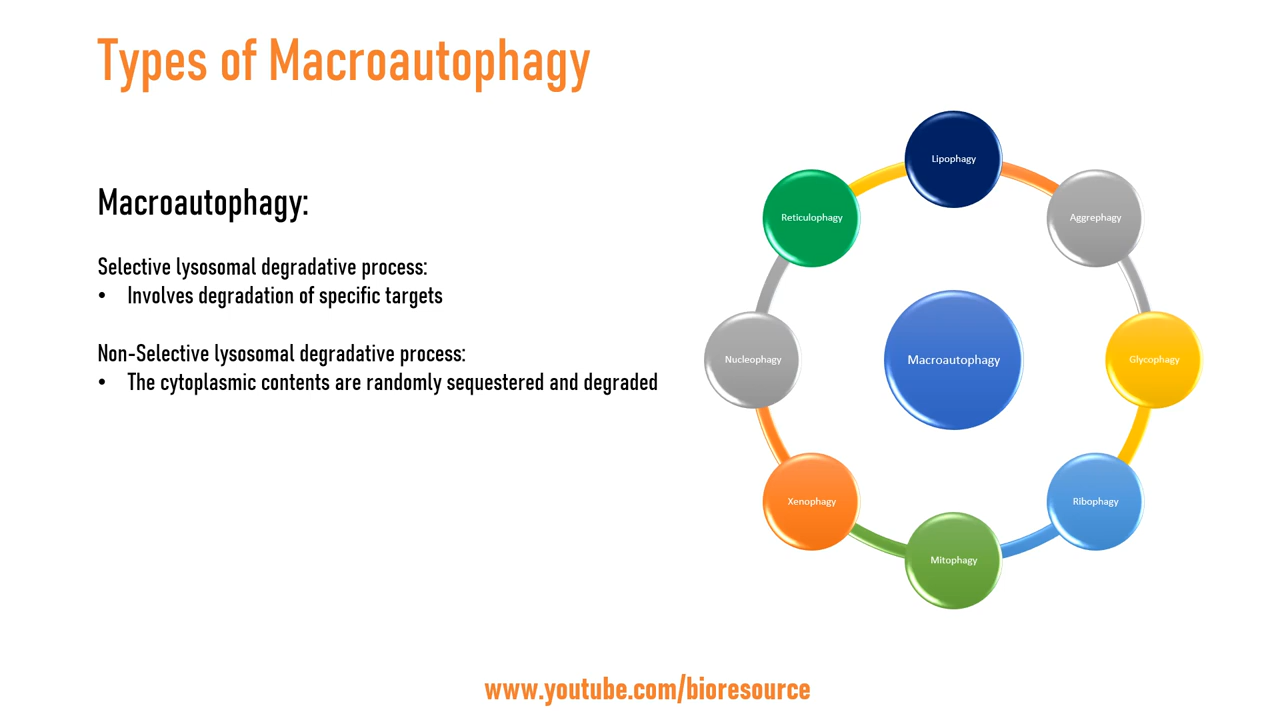 Types of Macroautophagy
Macroautophagy:
Selective lysosomal degradative process:
• Involves degradation of specific targets
Non-Selective lysosomal degradative process:
• The cytoplasmic contents are randomly sequestered and degraded
Lipophagy
Aggrephagy
Glycophagy
Ribophagy
Mitophagy
Xenophagy
Nucleophagy
Reticulophagy
Macroautophagy
www.youtube.com/bioresource